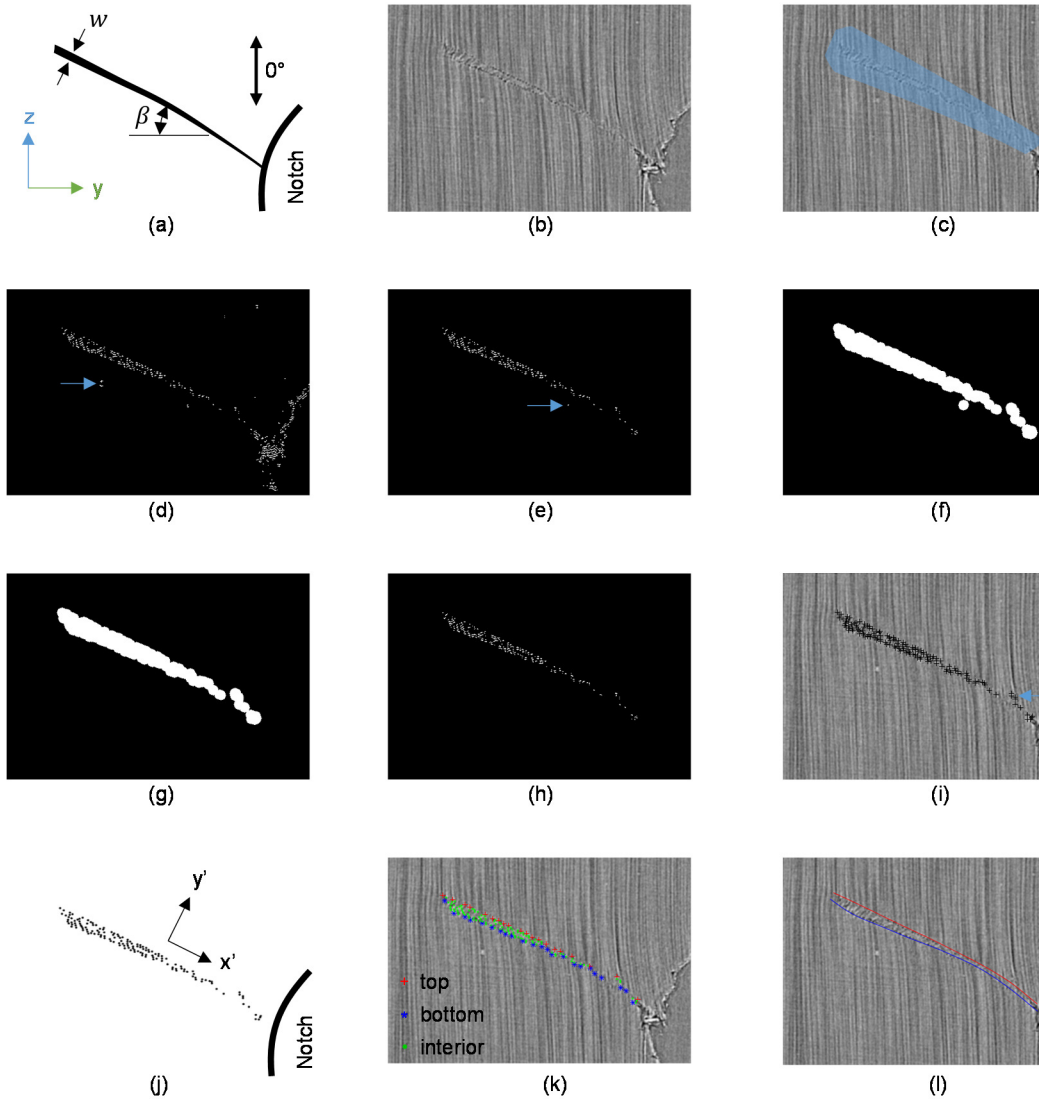 w
0°
β
z
y
Notch
(a)
(b)
(c)
(d)
(e)
(f)
(g)
(h)
(i)
y'
x'
Notch
(j)
top
bottom
interior
(k)
(l)